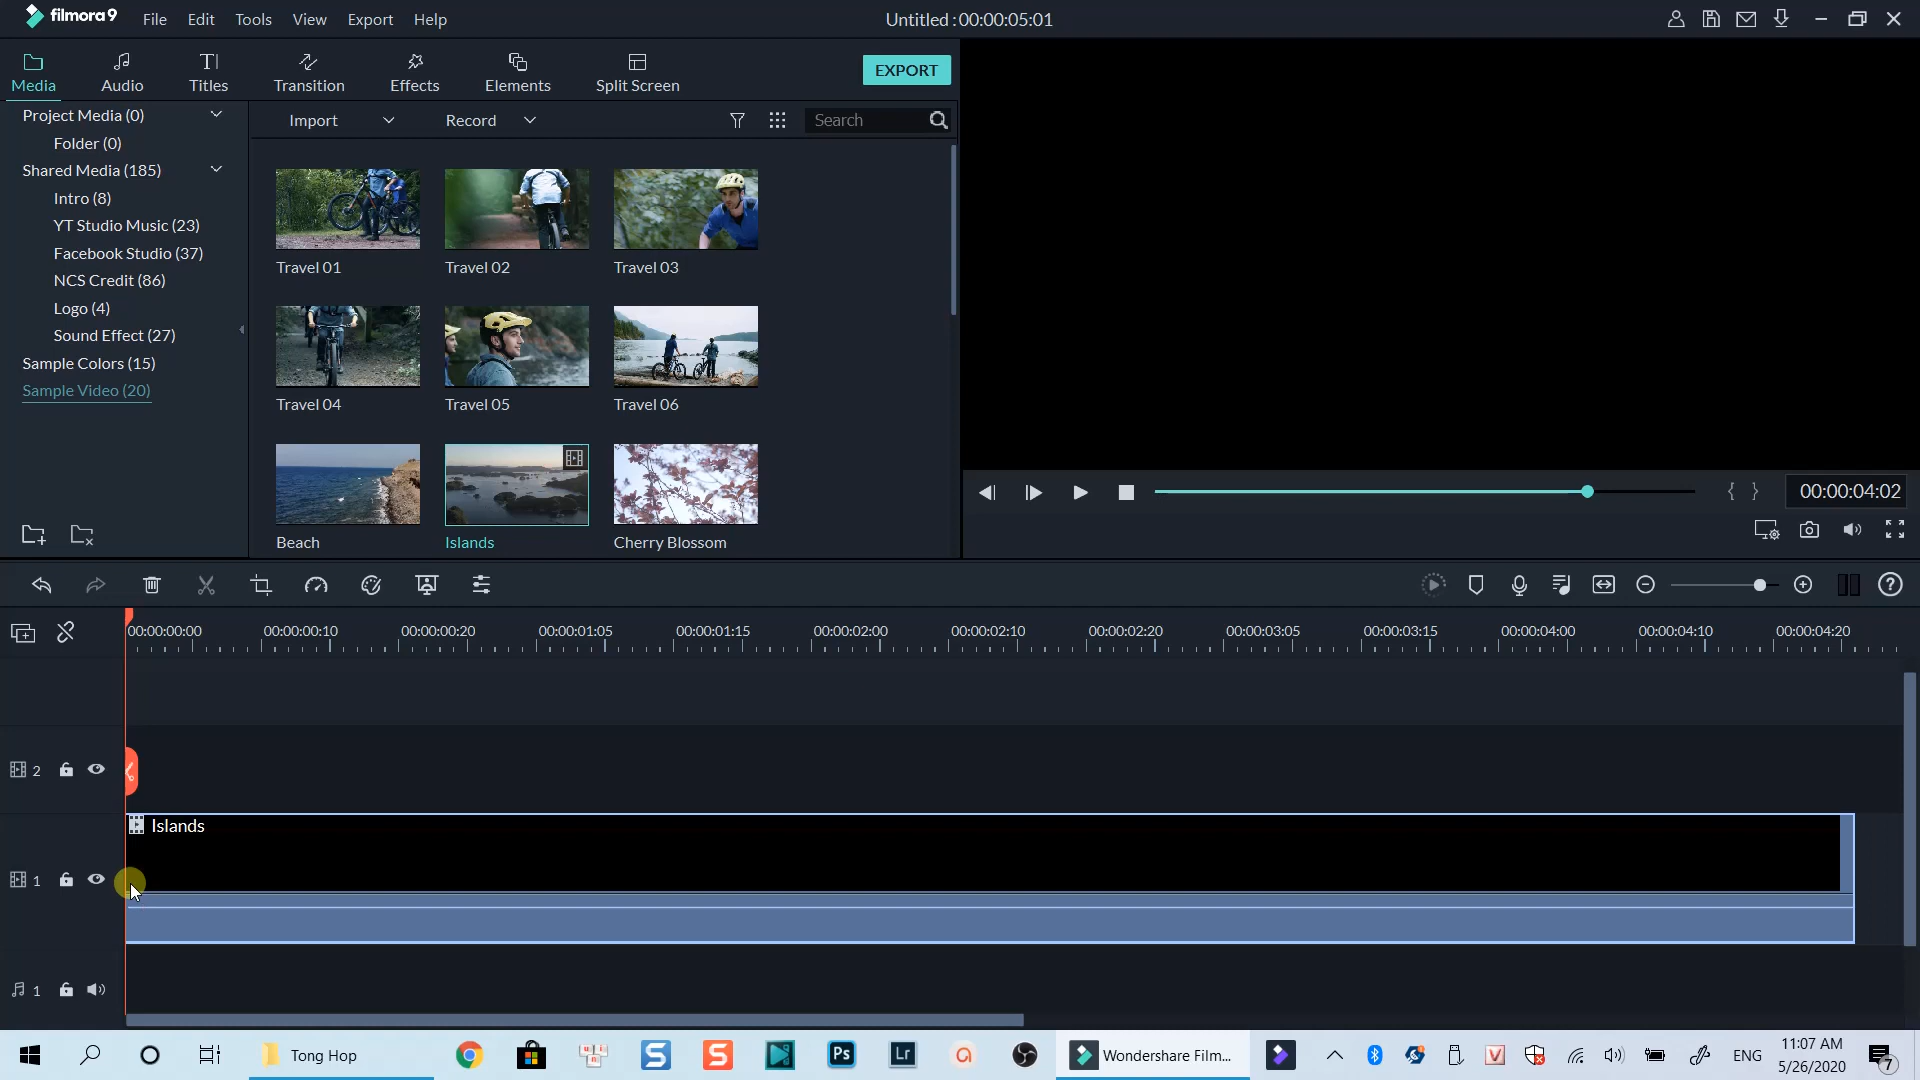 filmora9
File Edit Tools View Export Help
Untitled : 00:00:05:01
Media Audio Titles Transition Effects Elements Split Screen
EXPORT
Project Media (0)
Folder (0)
Shared Media (185)
Intro (8)
YT Studio Music (23)
Facebook Studio (37)
NCS Credit (86)
Logo (4)
Sound Effect (27)
Sample Colors (15)
Sample Video (20)
Import Record Search
Travel 01 Travel 02 Travel 03
Travel 04 Travel 05 Travel 06
Beach Islands Cherry Blossom
{ } 00:00:04:02
00:00:00:00 00:00:00:10 00:00:00:20 00:00:01:05 00:00:01:15 00:00:02:00 00:00:02:10 00:00:02:20 00:00:03:05 00:00:03:15 00:00:04:00 00:00:04:10 00:00:04:20
2
Islands
1
1
Tong Hop
S
S
Ps
Lr
Wondershare Film...
V
ENG
11:07 AM
5/26/2020
7